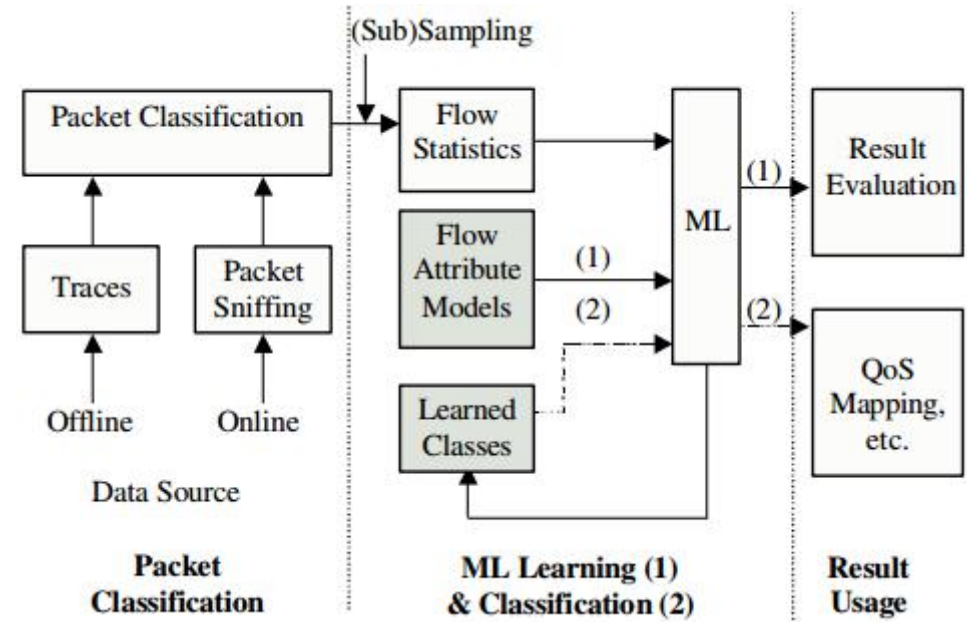 (Sub)Sampling
Packet Classification
Traces
Packet
Sniffing
Offline
Online
Data Source
Packet
Classification
Flow
Statistics
Flow
Attribute
Models
Learned
Classes
(1)
(2)
ML
ML Learning (1)
& Classification (2)
(1)
(2)
Result
Evaluation
QoS
Mapping,
etc.
Result
Usage